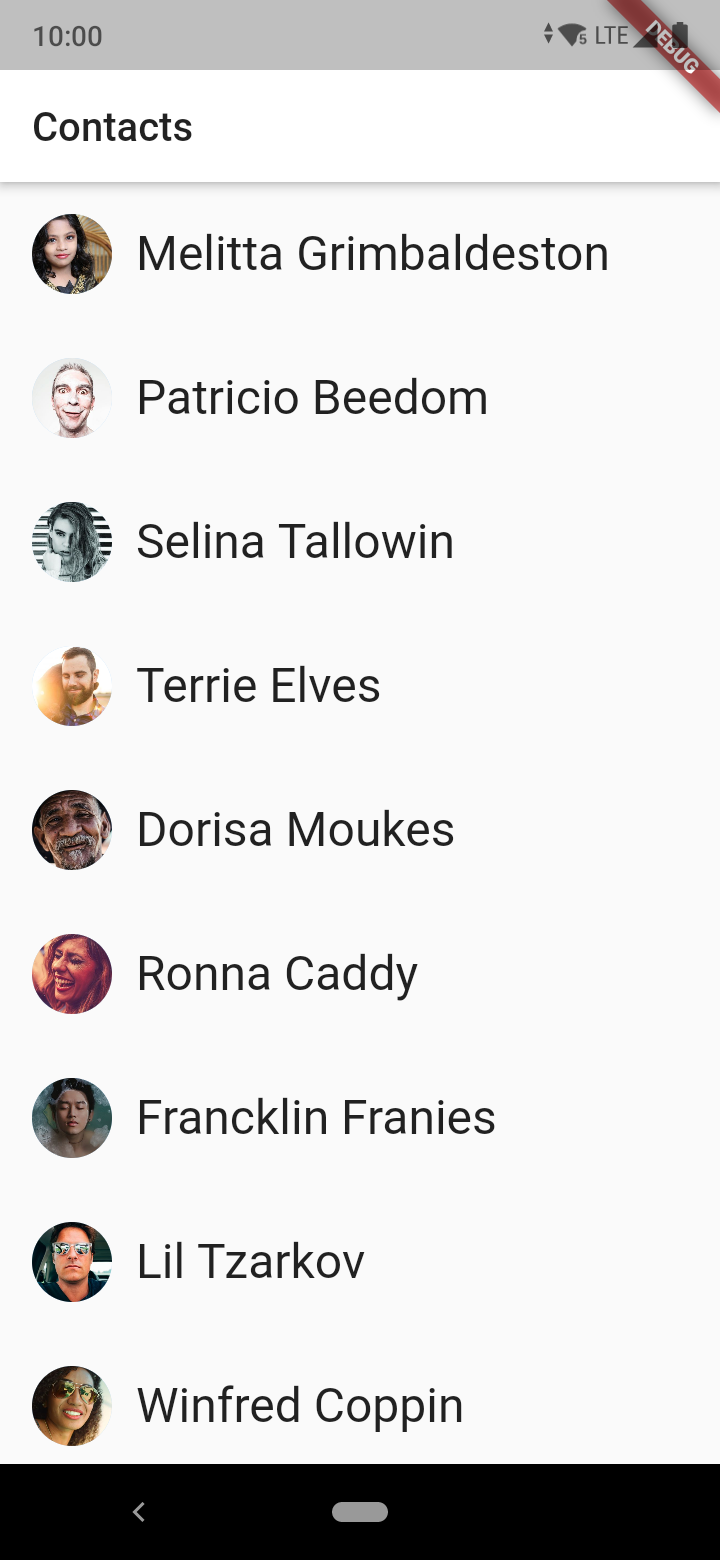 10:00
5 LTE
DEBUG
Contacts
Melitta Grimbaldeston
Patricio Beedom
Selina Tallowin
Terrie Elves
Dorisa Moukes
Ronna Caddy
Francklin Franies
Lil Tzarkov
Winfred Coppin